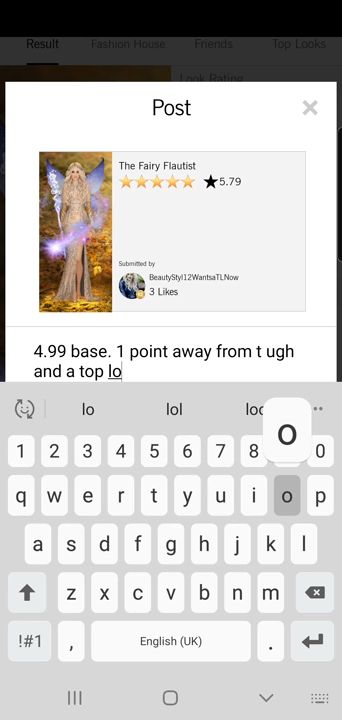 Result Fashion House Friends Top Looks
Look Rating
Post
The Fairy Flautist
5.79
Submitted by
BeautyStyl12WantsaTLNow
3 Likes
4.99 base. 1 point away from t ugh
and a top lo
lo lol loo
o
1 2 3 4 5 6 7 8 0
q w e r t y u i o p
a s d f g h j k l
z x c v b n m
!#1 , English (UK) .